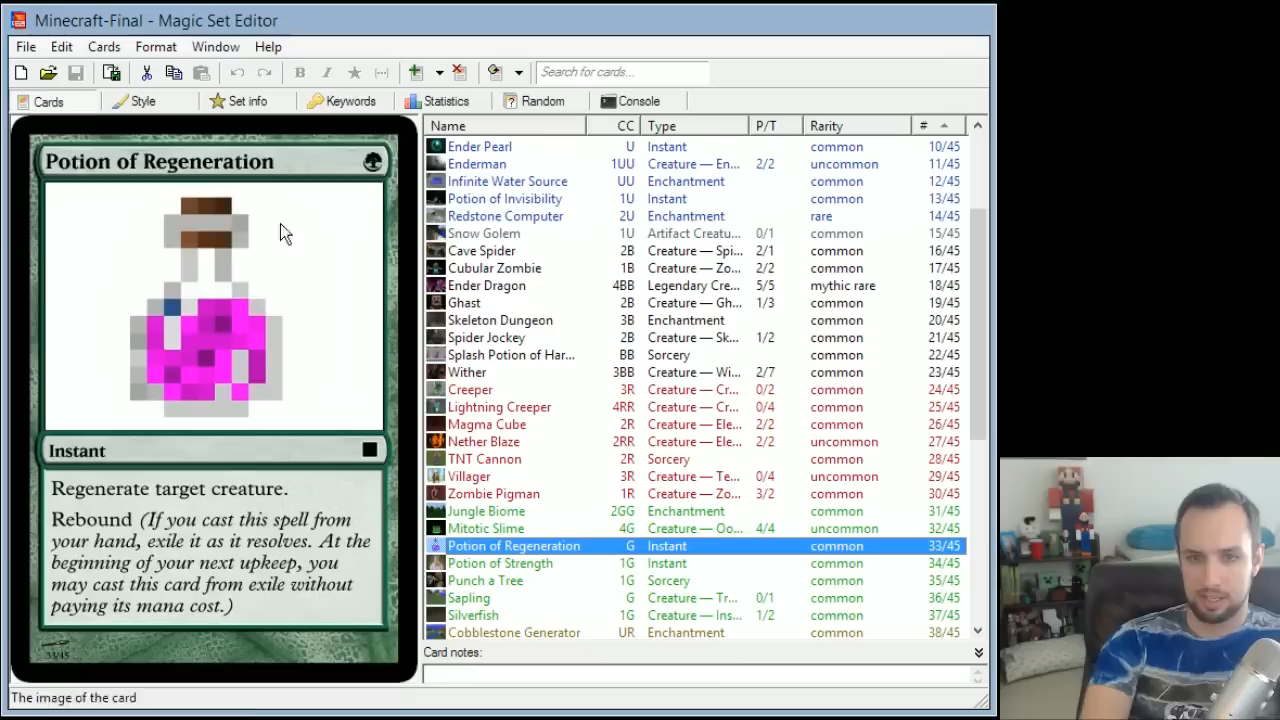 Minecraft-Final - Magic Set Editor
File Edit Cards Format Window Help
B I Search for cards...
Cards Style Set info Keywords Statistics Random Console
Potion of Regeneration
Instant
Regenerate target creature.
Rebound (If you cast this spell from
your hand, exile it as it resolves. At the
beginning of your next upkeep, you
may cast this card from exile without
paying its mana cost.)
33/45
Name CC Type P/T Rarity #
Ender Pearl U Instant common 10/45
Enderman 1UU Creature — En... 2/2 uncommon 11/45
Infinite Water Source UU Enchantment common 12/45
Potion of Invisibility 1U Instant common 13/45
Redstone Computer 2U Enchantment rare 14/45
Snow Golem 1U Artifact Creatu... 0/1 common 15/45
Cave Spider 2B Creature — Spi... 2/1 common 16/45
Cubular Zombie 1B Creature — Zo... 2/2 common 17/45
Ender Dragon 4BB Legendary Cre... 5/5 mythic rare 18/45
Ghast 2B Creature — Gh... 1/3 common 19/45
Skeleton Dungeon 3B Enchantment common 20/45
Spider Jockey 2B Creature — Sk... 1/2 common 21/45
Splash Potion of Har... BB Sorcery common 22/45
Wither 3BB Creature — Wi... 2/7 common 23/45
Creeper 3R Creature — Cr... 0/2 common 24/45
Lightning Creeper 4RR Creature — Cr... 0/4 common 25/45
Magma Cube 2R Creature — Ele... 2/2 common 26/45
Nether Blaze 2RR Creature — Ele... 2/2 uncommon 27/45
TNT Cannon 2R Sorcery common 28/45
Villager 3R Creature — Te... 0/4 common 29/45
Zombie Pigman 1R Creature — Zo... 3/2 common 30/45
Jungle Biome 2GG Enchantment common 31/45
Mitotic Slime 4G Creature — Oo... 4/4 uncommon 32/45
Potion of Regeneration G Instant common 33/45
Potion of Strength 1G Instant common 34/45
Punch a Tree 1G Sorcery common 35/45
Sapling G Creature — Tr... 0/1 common 36/45
Silverfish 1G Creature — Ins... 1/2 common 37/45
Cobblestone Generator UR Enchantment common 38/45
Card notes:
The image of the card